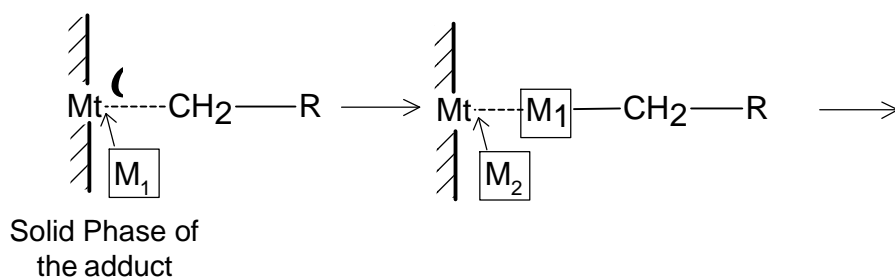 Mt CH₂ R
M₁
Solid Phase of
the adduct
Mt M1 CH₂ R
M₂